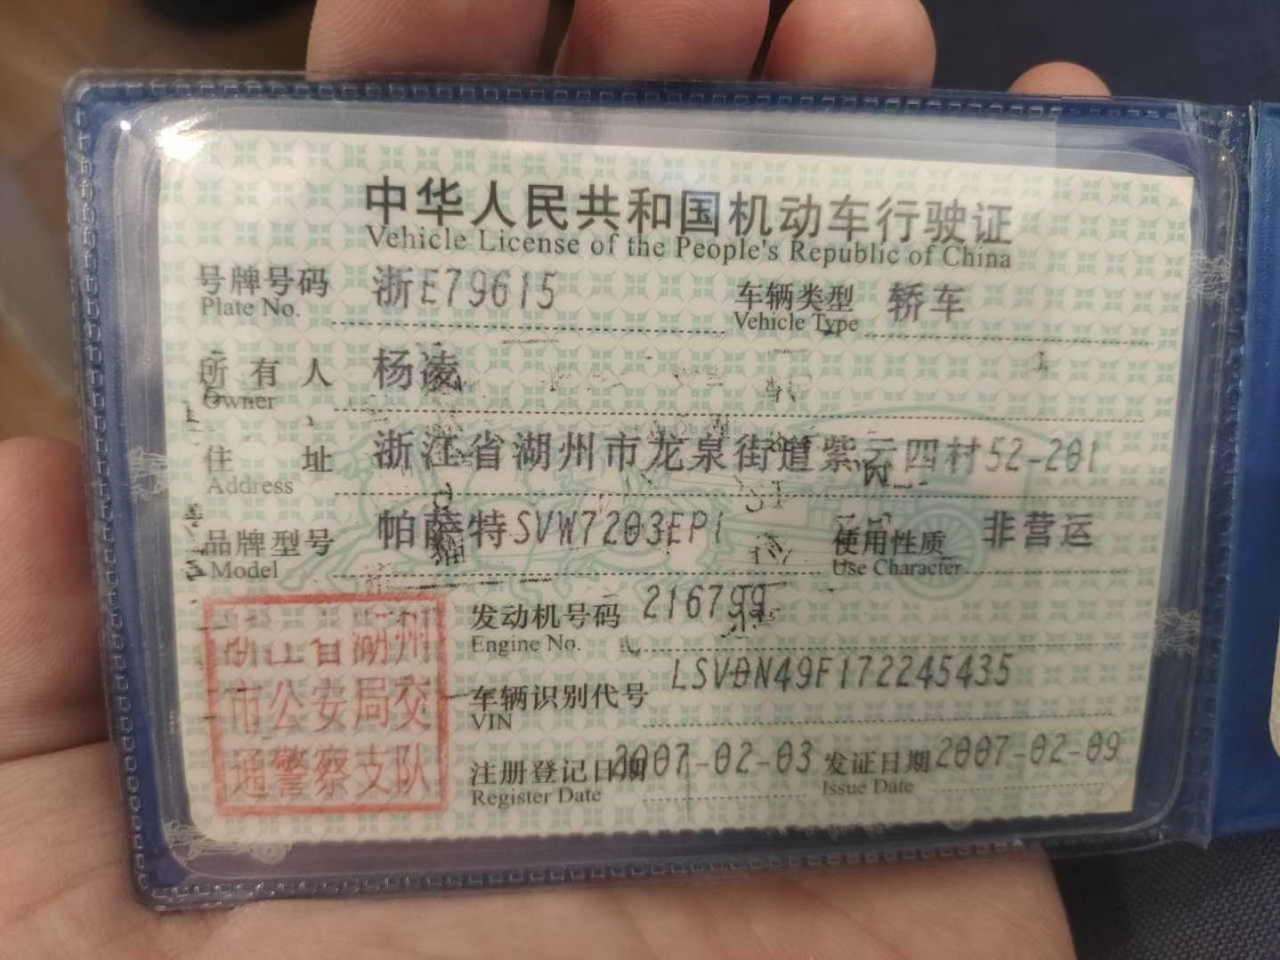 中华人民共和国机动车行驶证
Vehicle License of the People's Republic of China
号牌号码 浙E79615 车辆类型 轿车
Plate No. Vehicle Type
所有人 杨凌
Owner
住址 浙江省湖州市龙泉街道紫云四村52-201
Address
品牌型号 帕萨特SVW7203EPI 使用性质 非营运
Model Use Character
浙江省湖州
市公安局交
通警察支队
发动机号码 216799
Engine No.
车辆识别代号 LSVDN49F172245435
VIN
注册登记日期 2007-02-03 发证日期 2007-02-09
Register Date Issue Date